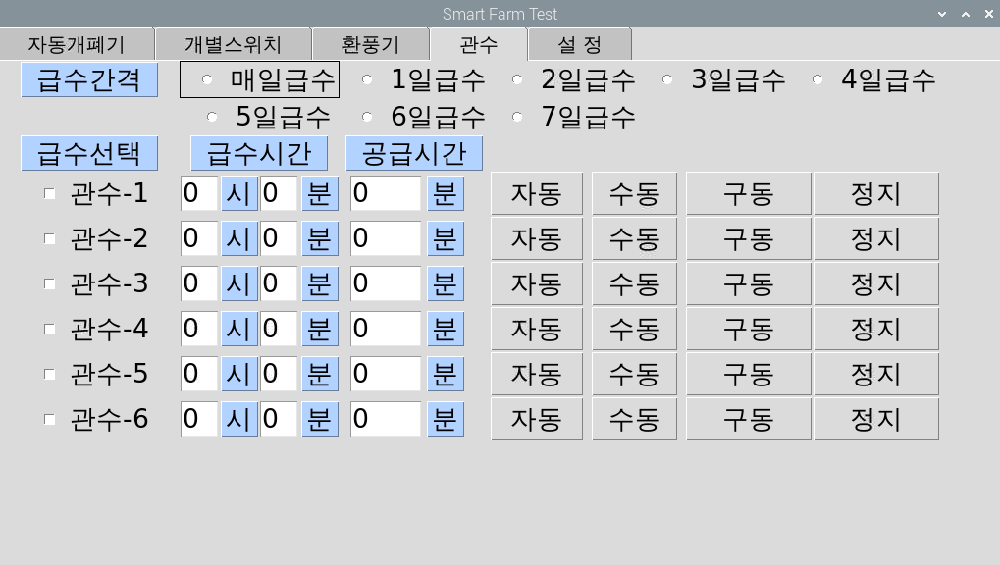 Smart Farm Test
자동개폐기 개별스위치 환풍기 관수 설 정
급수간격 매일급수 1일급수 2일급수 3일급수 4일급수
5일급수 6일급수 7일급수
급수선택 급수시간 공급시간
관수-1 0 시 0 분 0 분 자동 수동 구동 정지
관수-2 0 시 0 분 0 분 자동 수동 구동 정지
관수-3 0 시 0 분 0 분 자동 수동 구동 정지
관수-4 0 시 0 분 0 분 자동 수동 구동 정지
관수-5 0 시 0 분 0 분 자동 수동 구동 정지
관수-6 0 시 0 분 0 분 자동 수동 구동 정지